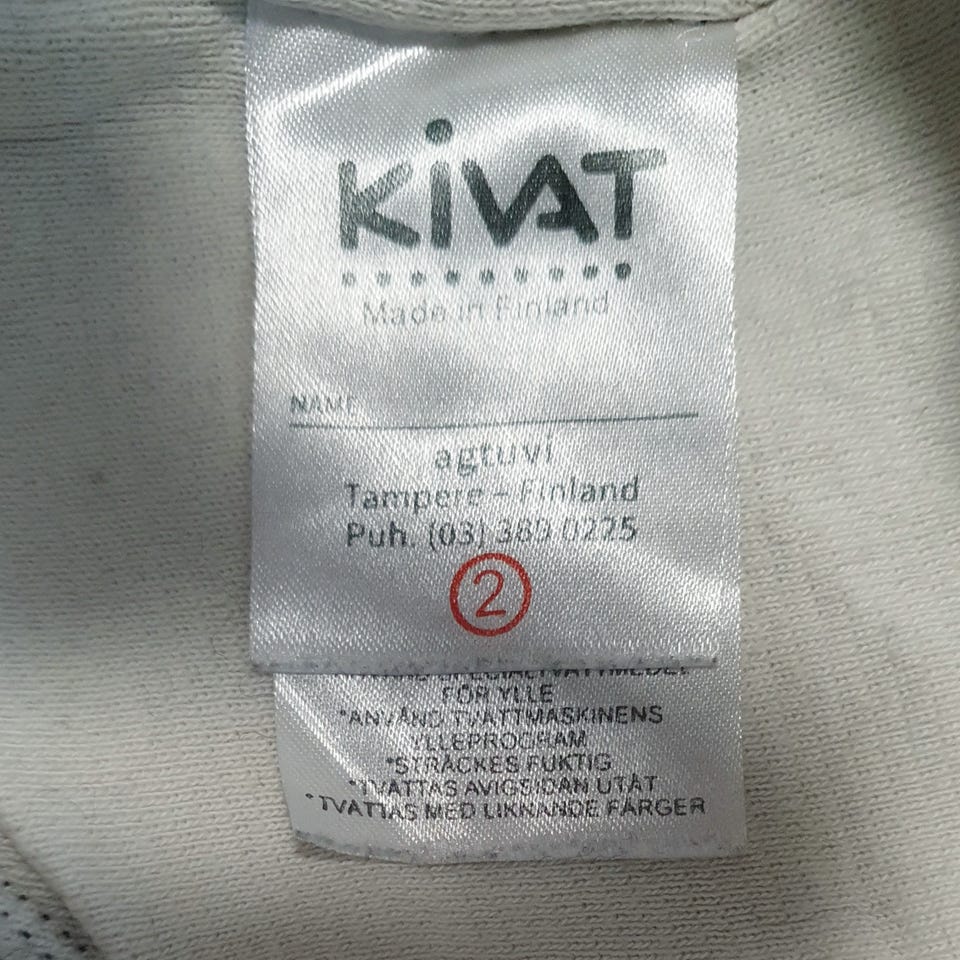 KiVAT
Made in Finland
NAME
agtuvi
Tampere – Finland
Puh. (03) 389 0225
2
SPECIALTVÄTTMEDEL
FÖR YLLE
*ANVÄND TVÄTTMASKINENS
YLLEPROGRAM
*STRÄCKES FUKTIG
*TVÄTTAS AVIGSIDAN UTÅT
*TVÄTTAS MED LIKNANDE FÄRGER